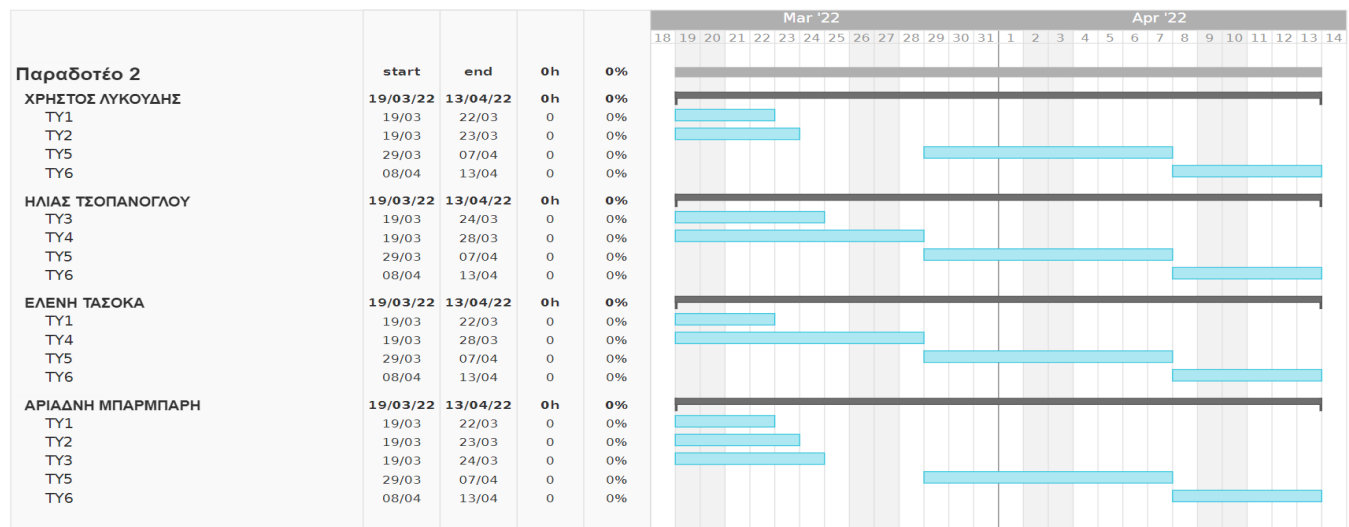 Mar '22 Apr '22
18 19 20 21 22 23 24 25 26 27 28 29 30 31 1 2 3 4 5 6 7 8 9 10 11 12 13 14
Παραδοτέο 2 start end 0h 0%
ΧΡΗΣΤΟΣ ΛΥΚΟΥΔΗΣ 19/03/22 13/04/22 0h 0%
ΤΥ1 19/03 22/03 0 0%
ΤΥ2 19/03 23/03 0 0%
ΤΥ5 29/03 07/04 0 0%
ΤΥ6 08/04 13/04 0 0%
ΗΛΙΑΣ ΤΣΟΠΑΝΟΓΛΟΥ 19/03/22 13/04/22 0h 0%
ΤΥ3 19/03 24/03 0 0%
ΤΥ4 19/03 28/03 0 0%
ΤΥ5 29/03 07/04 0 0%
ΤΥ6 08/04 13/04 0 0%
ΕΛΕΝΗ ΤΑΣΟΚΑ 19/03/22 13/04/22 0h 0%
ΤΥ1 19/03 22/03 0 0%
ΤΥ4 19/03 28/03 0 0%
ΤΥ5 29/03 07/04 0 0%
ΤΥ6 08/04 13/04 0 0%
ΑΡΙΑΔΝΗ ΜΠΑΡΜΠΑΡΗ 19/03/22 13/04/22 0h 0%
ΤΥ1 19/03 22/03 0 0%
ΤΥ2 19/03 23/03 0 0%
ΤΥ3 19/03 24/03 0 0%
ΤΥ5 29/03 07/04 0 0%
ΤΥ6 08/04 13/04 0 0%